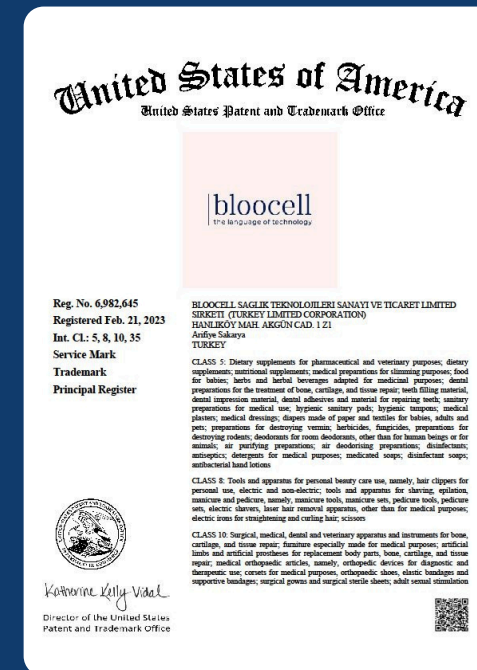 United States of America
United States Patent and Trademark Office
bloocell
the language of technology
Reg. No. 6,982,645
Registered Feb. 21, 2023
Int. Cl.: 5, 8, 10, 35
Service Mark
Trademark
Principal Register
BLOOCELL SAGLIK TEKNOLOJILERI SANAYI VE TICARET LIMITED
SIRKETI (TURKEY LIMITED CORPORATION)
HANLIKÖY MAH. AKGÜN CAD. 1 Z1
Arifiye Sakarya
TURKEY
CLASS 5: Dietary supplements for pharmaceutical and veterinary purposes; dietary
supplements; nutritional supplements; medical preparations for slimming purposes; food
for babies; herbs and herbal beverages adapted for medicinal purposes; dental
preparations for the treatment of bone, cartilage, and tissue repair; teeth filling material,
dental impression material, dental adhesives and material for repairing teeth; sanitary
preparations for medical use; hygienic sanitary pads; hygienic tampons; medical
plasters; medical dressings; diapers made of paper and textiles for babies, adults and
pets; preparations for destroying vermin; herbicides, fungicides, preparations for
destroying rodents; deodorants for room deodorants, other than for human beings or for
animals; air purifying preparations; air deodorising preparations; disinfectants;
antiseptics; detergents for medical purposes; medicated soaps; disinfectant soaps;
antibacterial hand lotions
CLASS 8: Tools and apparatus for personal beauty care use, namely, hair clippers for
personal use, electric and non-electric; tools and apparatus for shaving, epilation,
manicure and pedicure, namely, manicure tools, manicure sets, pedicure tools, pedicure
sets, electric shavers, laser hair removal apparatus, other than for medical purposes;
electric irons for straightening and curling hair; scissors
CLASS 10: Surgical, medical, dental and veterinary apparatus and instruments for bone,
cartilage, and tissue repair; furniture especially made for medical purposes; artificial
limbs and artificial prostheses for replacement body parts, bone, cartilage, and tissue
repair; medical orthopaedic articles, namely, orthopedic devices for diagnostic and
therapeutic use; corsets for medical purposes, orthopaedic shoes, elastic bandages and
supportive bandages; surgical gowns and surgical sterile sheets; adult sexual stimulation
Katherine Kelly Vidal
Director of the United States
Patent and Trademark Office